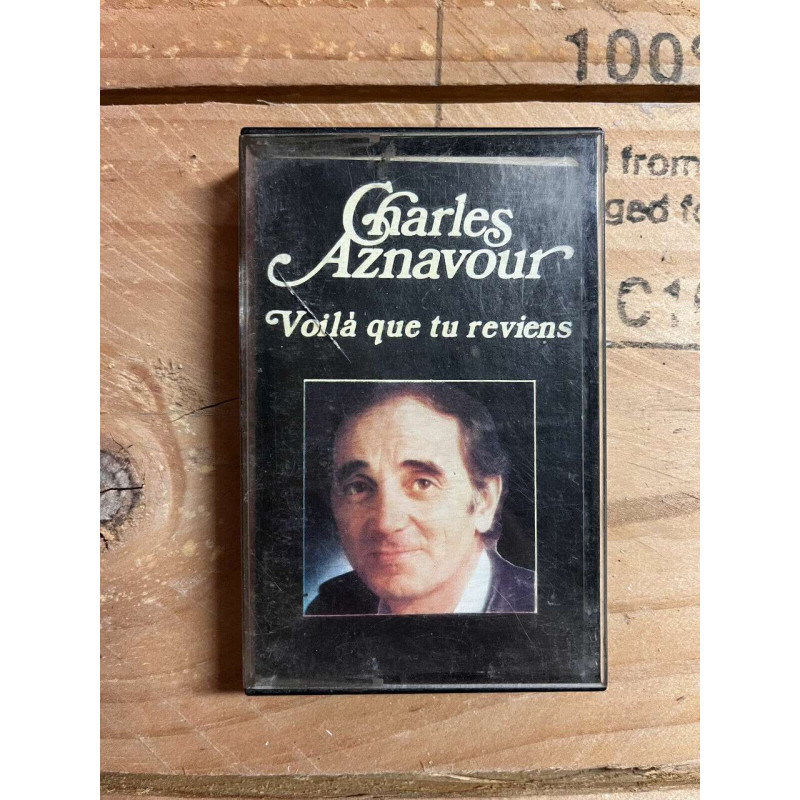 100%
from
ged fo
Charles
Aznavour
Voilà que tu reviens
C1